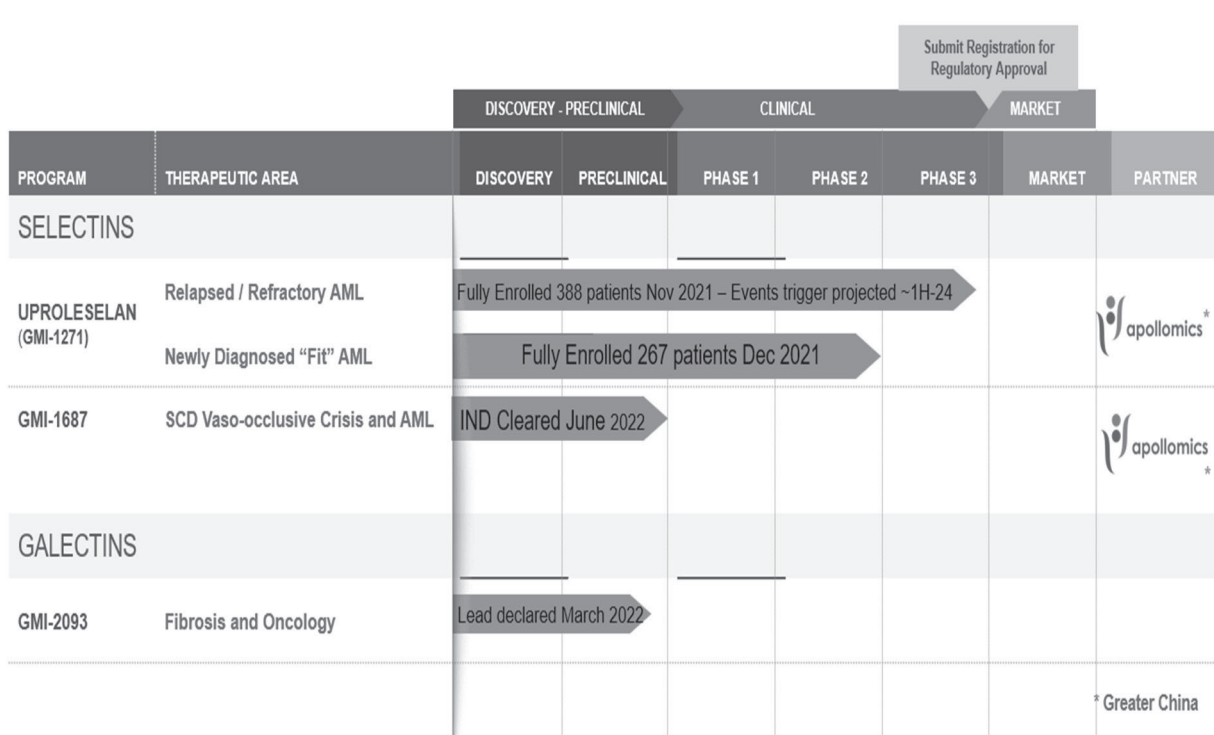 Submit Registration for
Regulatory Approval
DISCOVERY - PRECLINICAL CLINICAL MARKET
PROGRAM THERAPEUTIC AREA DISCOVERY PRECLINICAL PHASE 1 PHASE 2 PHASE 3 MARKET PARTNER
SELECTINS
UPROLESELAN
(GMI-1271)
Relapsed / Refractory AML
Fully Enrolled 388 patients Nov 2021 – Events trigger projected ~1H-24
apollomics*
Newly Diagnosed “Fit” AML
Fully Enrolled 267 patients Dec 2021
GMI-1687
SCD Vaso-occlusive Crisis and AML
IND Cleared June 2022
apollomics
*
GALECTINS
GMI-2093
Fibrosis and Oncology
Lead declared March 2022
* Greater China